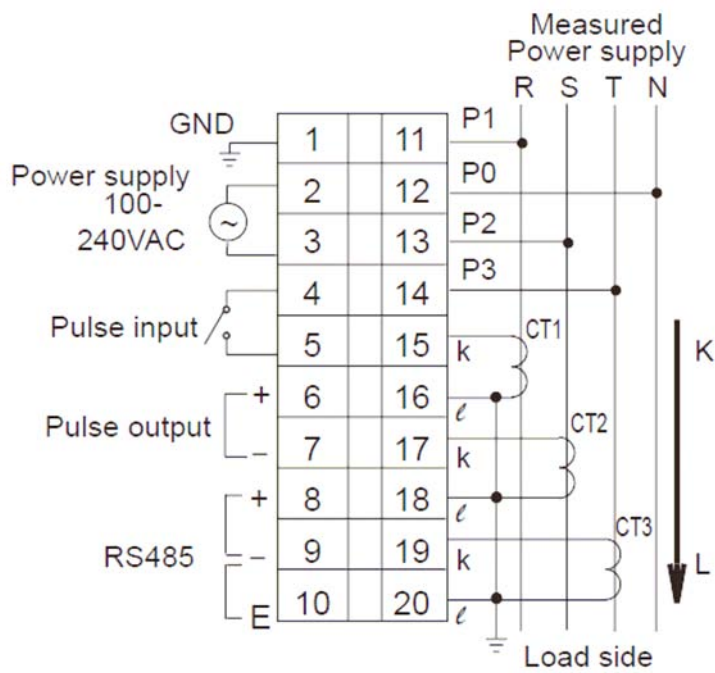 Measured
Power supply
R S T N
GND 1 11 P1
Power supply
100-
240VAC
2 12 P0
~
3 13 P2
4 14 P3
Pulse input
5 15 k CT1
K
+ 6 16 ℓ
Pulse output
− 7 17 k CT2
+ 8 18 ℓ
RS485
− 9 19 k CT3
L
E 10 20 ℓ
Load side